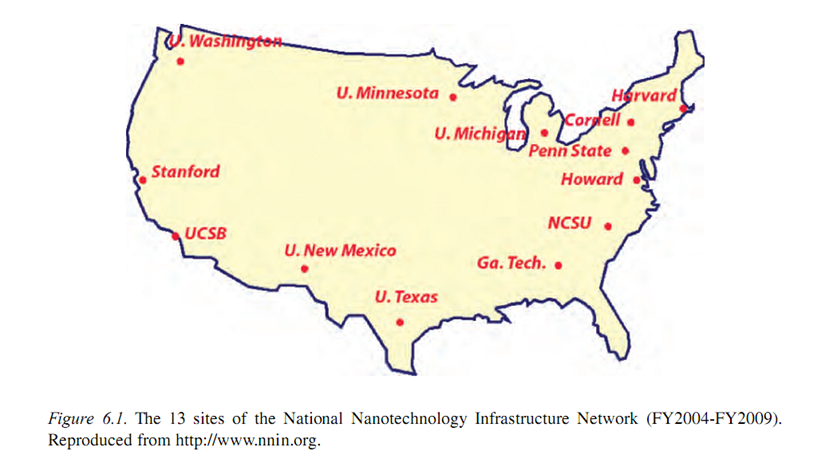 U. Washington
U. Minnesota
Harvard
Cornell
U. Michigan
Penn State
Stanford
Howard
NCSU
UCSB
U. New Mexico
Ga. Tech.
U. Texas
Figure 6.1. The 13 sites of the National Nanotechnology Infrastructure Network (FY2004-FY2009).
Reproduced from http://www.nnin.org.